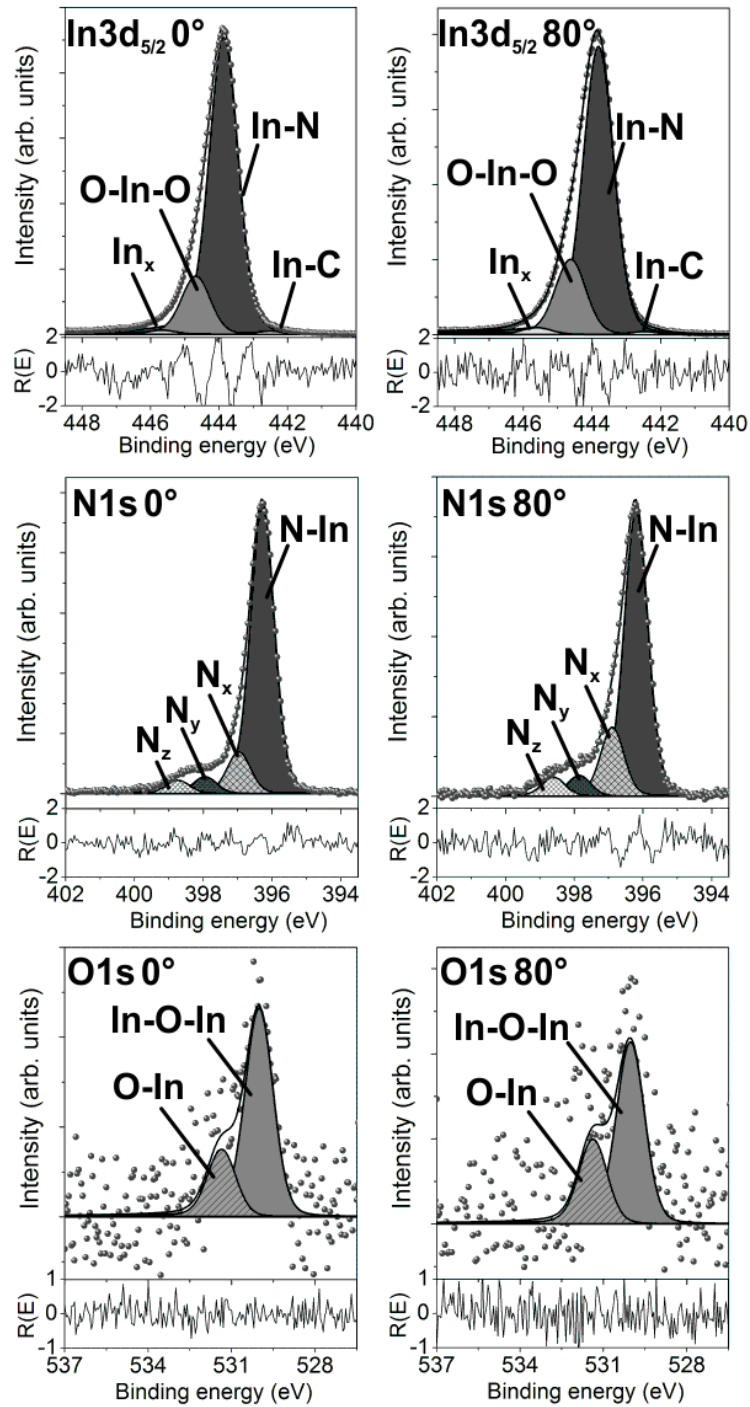 In3d5/2 0°
Intensity (arb. units)
In-N
O-In-O
Inx
In-C
R(E)
2
0
-2
448 446 444 442 440
Binding energy (eV)
In3d5/2 80°
Intensity (arb. units)
In-N
O-In-O
Inx
In-C
R(E)
2
0
-2
448 446 444 442 440
Binding energy (eV)
N1s 0°
Intensity (arb. units)
N-In
Nx
Ny
Nz
R(E)
2
0
-2
402 400 398 396 394
Binding energy (eV)
N1s 80°
Intensity (arb. units)
N-In
Nx
Ny
Nz
R(E)
2
0
-2
402 400 398 396 394
Binding energy (eV)
O1s 0°
Intensity (arb. units)
In-O-In
O-In
R(E)
1
0
-1
537 534 531 528
Binding energy (eV)
O1s 80°
Intensity (arb. units)
In-O-In
O-In
R(E)
1
0
-1
537 534 531 528
Binding energy (eV)